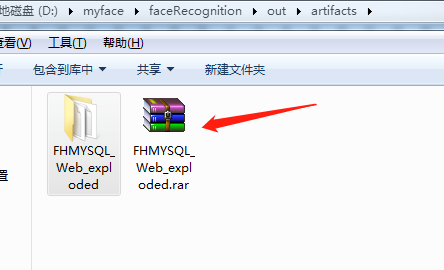 地磁盘 (D:) ▸ myface ▸ faceRecognition ▸ out ▸ artifacts ▸
查看(V) 工具(T) 帮助(H)
包含到库中 共享 新建文件夹
FHMYSQL_
Web_expl
oded
FHMYSQL_
Web_expl
oded.rar
置